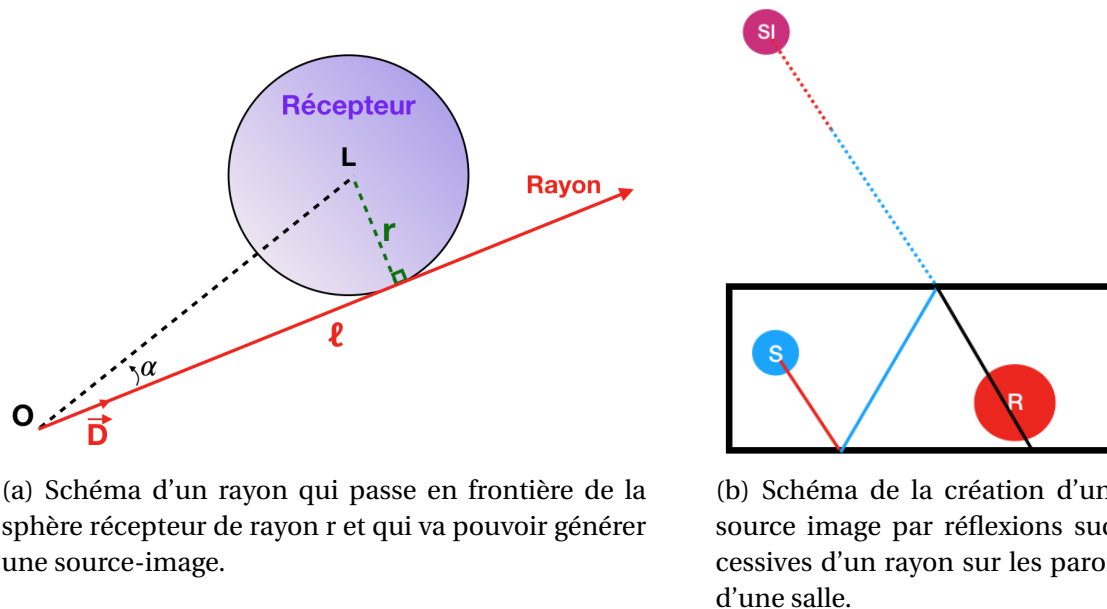 Récepteur
L
Rayon
r
ℓ
α
O
D
(a) Schéma d'un rayon qui passe en frontière de la
sphère récepteur de rayon r et qui va pouvoir générer
une source-image.
SI
S
R
(b) Schéma de la création d'un
source image par réflexions suc
cessives d'un rayon sur les paro
d'une salle.